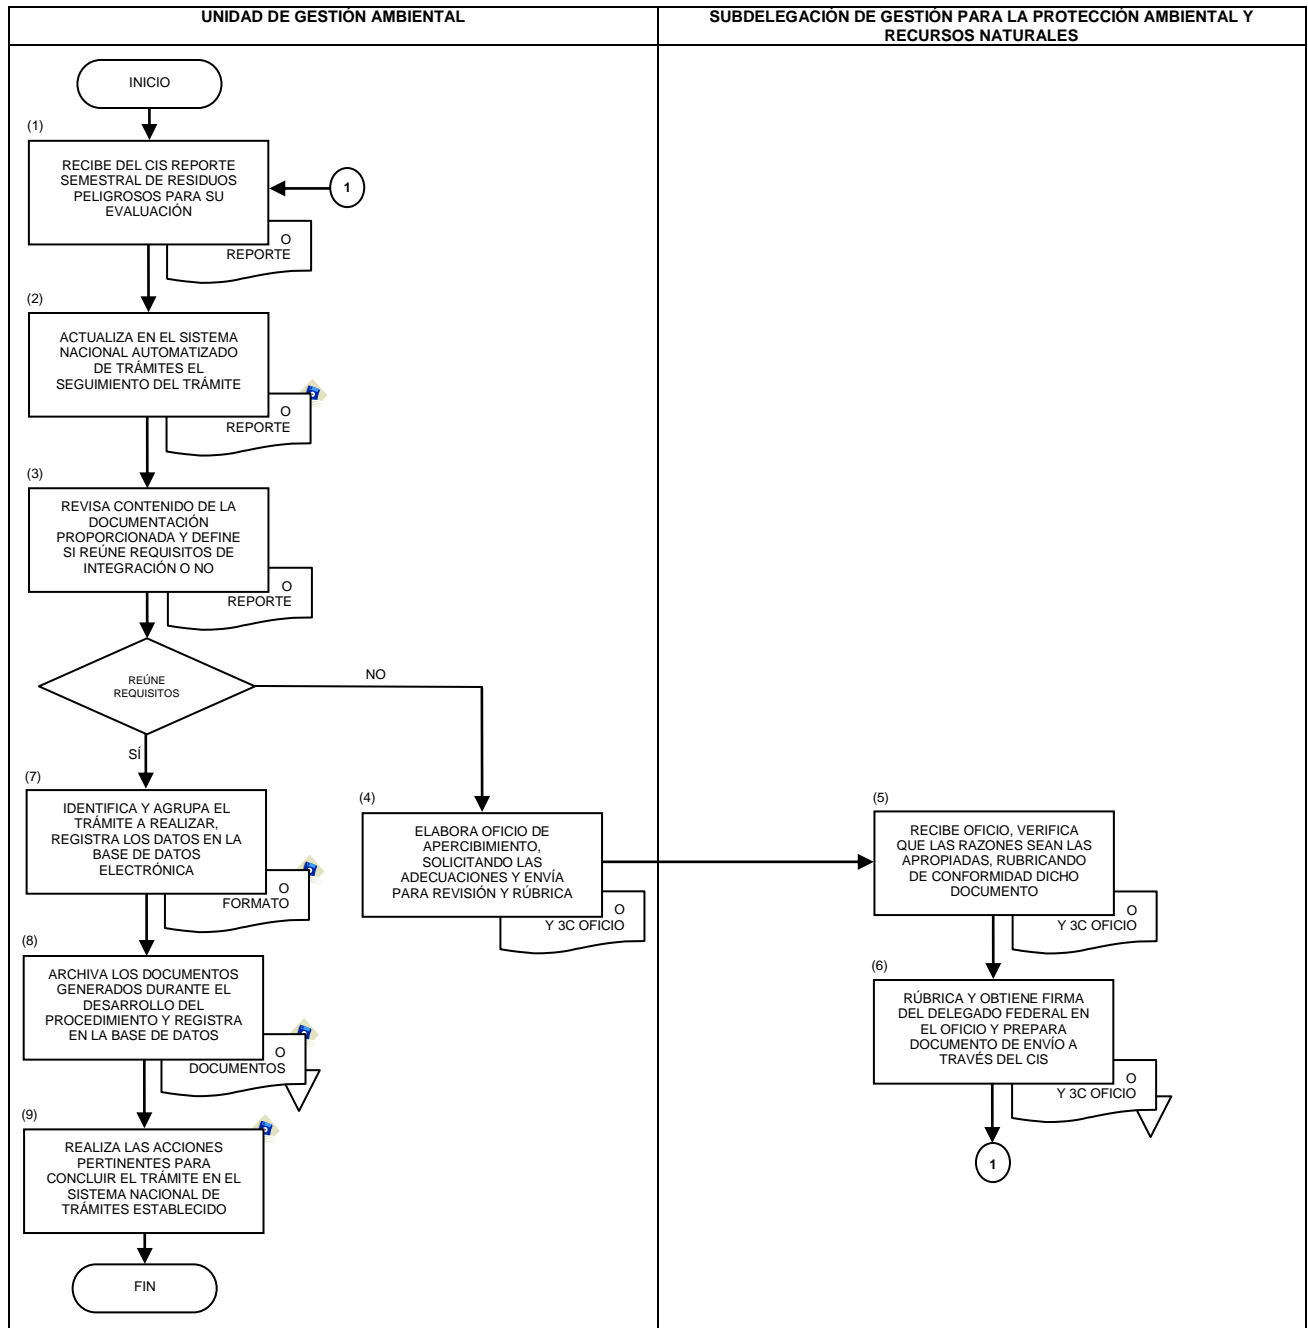 UNIDAD DE GESTIÓN AMBIENTAL
SUBDELEGACIÓN DE GESTIÓN PARA LA PROTECCIÓN AMBIENTAL Y
RECURSOS NATURALES
INICIO
(1)
RECIBE DEL CIS REPORTE
SEMESTRAL DE RESIDUOS
PELIGROSOS PARA SU
EVALUACIÓN
1
O
REPORTE
(2)
ACTUALIZA EN EL SISTEMA
NACIONAL AUTOMATIZADO
DE TRÁMITES EL
SEGUIMIENTO DEL TRÁMITE
O
REPORTE
(3)
REVISA CONTENIDO DE LA
DOCUMENTACIÓN
PROPORCIONADA Y DEFINE
SI REÚNE REQUISITOS DE
INTEGRACIÓN O NO
O
REPORTE
REÚNE
REQUISITOS
NO
SÍ
(7)
IDENTIFICA Y AGRUPA EL
TRÁMITE A REALIZAR,
REGISTRA LOS DATOS EN LA
BASE DE DATOS
ELECTRÓNICA
O
FORMATO
(4)
ELABORA OFICIO DE
APERCIBIMIENTO,
SOLICITANDO LAS
ADECUACIONES Y ENVÍA
PARA REVISIÓN Y RÚBRICA
O
Y 3C OFICIO
(5)
RECIBE OFICIO, VERIFICA
QUE LAS RAZONES SEAN LAS
APROPIADAS, RUBRICANDO
DE CONFORMIDAD DICHO
DOCUMENTO
O
Y 3C OFICIO
(8)
ARCHIVA LOS DOCUMENTOS
GENERADOS DURANTE EL
DESARROLLO DEL
PROCEDIMIENTO Y REGISTRA
EN LA BASE DE DATOS
O
DOCUMENTOS
(6)
RÚBRICA Y OBTIENE FIRMA
DEL DELEGADO FEDERAL EN
EL OFICIO Y PREPARA
DOCUMENTO DE ENVÍO A
TRAVÉS DEL CIS
O
Y 3C OFICIO
1
(9)
REALIZA LAS ACCIONES
PERTINENTES PARA
CONCLUIR EL TRÁMITE EN EL
SISTEMA NACIONAL DE
TRÁMITES ESTABLECIDO
FIN